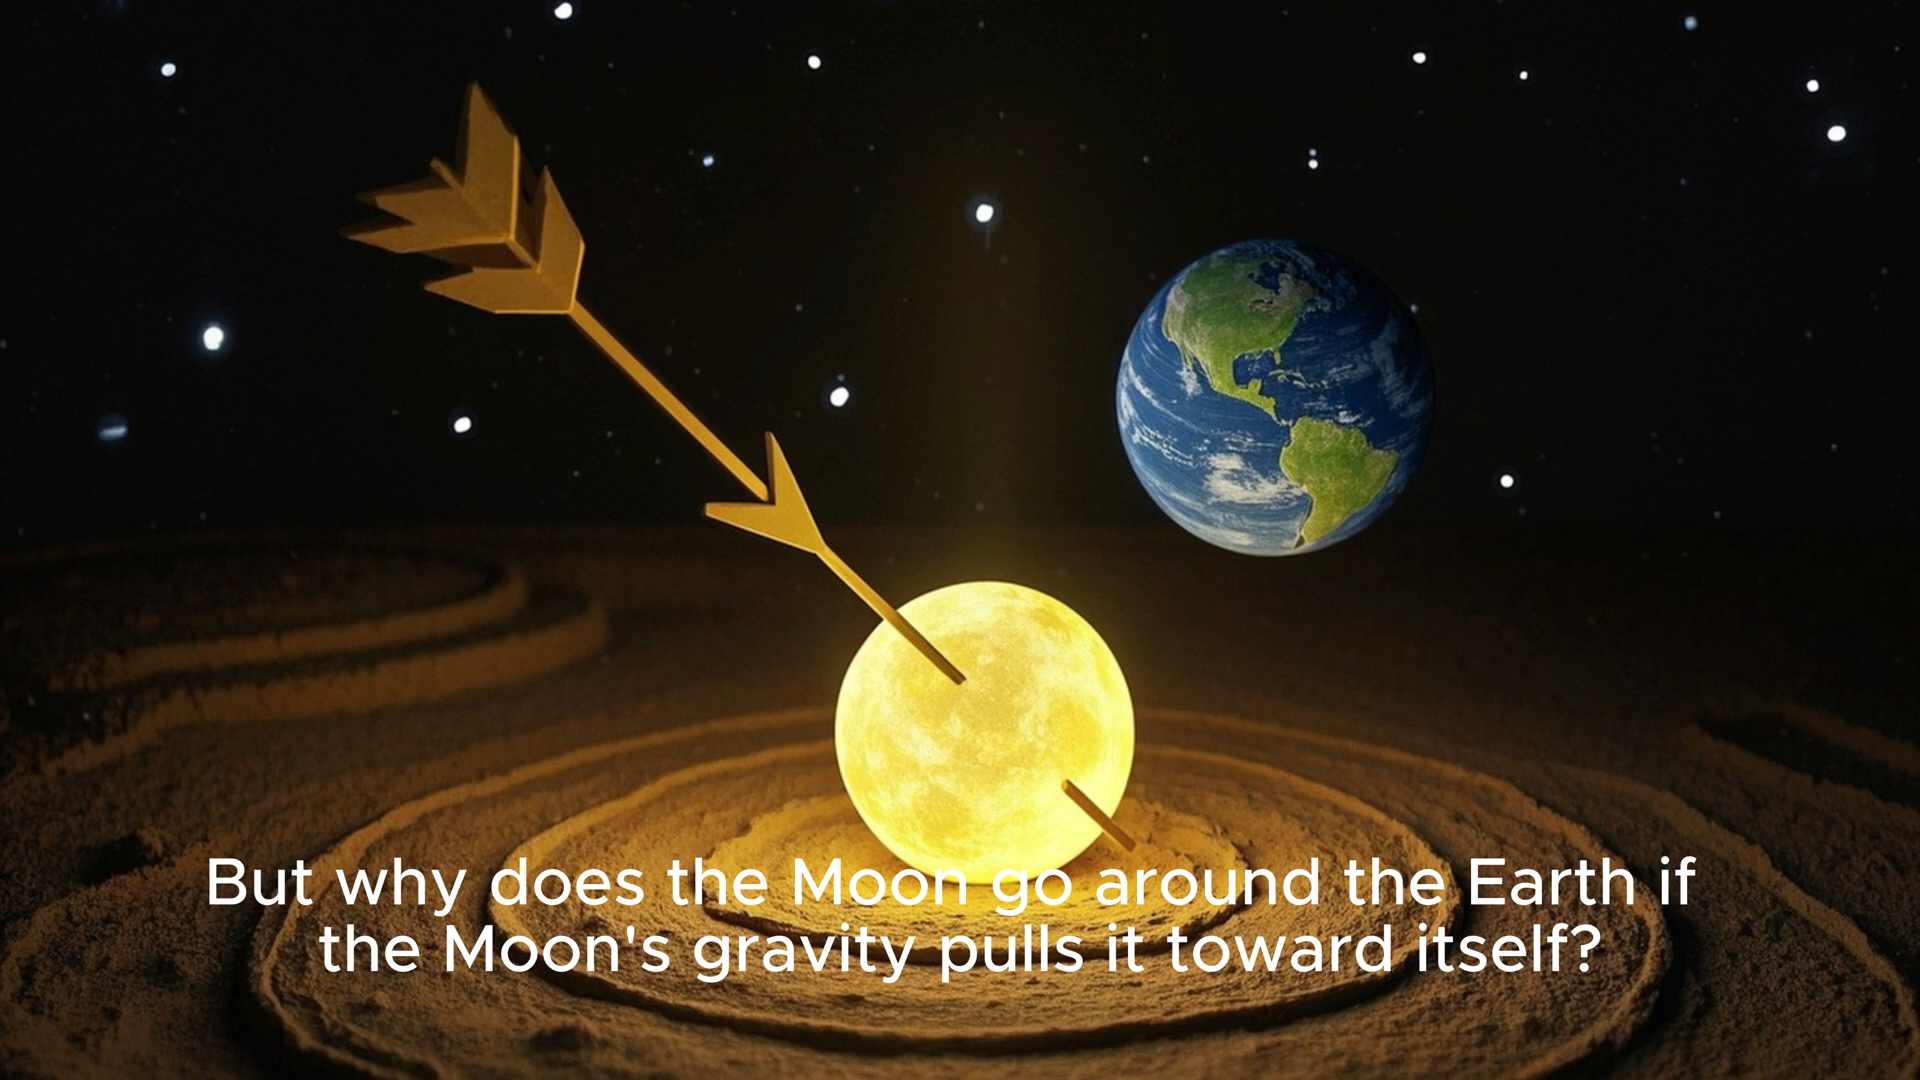 But why does the Moon go around the Earth if
the Moon's gravity pulls it toward itself?